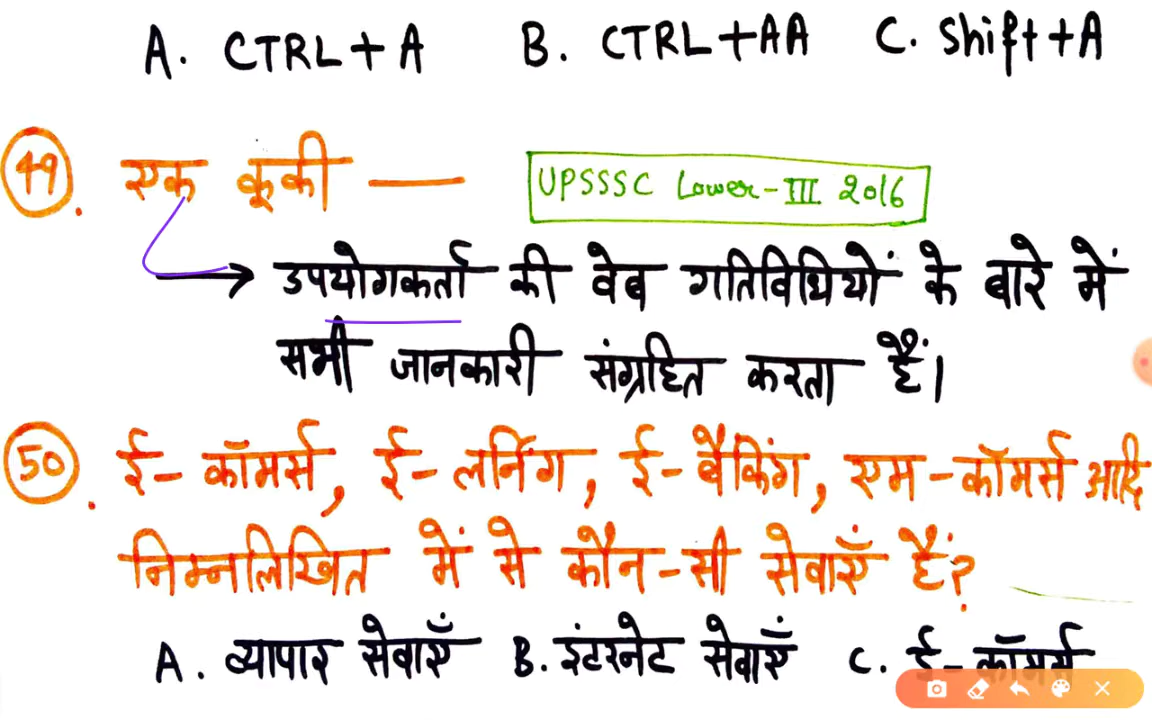 A. CTRL+A B. CTRL+AA C. Shift+A
49. एक कूकी — UPSSSC Lower-III 2016
→ उपयोगकर्ता की वेब गतिविधियों के बारे में
सभी जानकारी संग्रहित करता हैं।
50. ई-कॉमर्स, ई-लर्निंग, ई-बैकिंग, एम-कॉमर्स आदि
निम्नलिखित में से कौन-सी सेवाएँ हैं?
A. व्यापार सेवाएँ B. इंटरनेट सेवाएँ C. ई-कॉमर्स